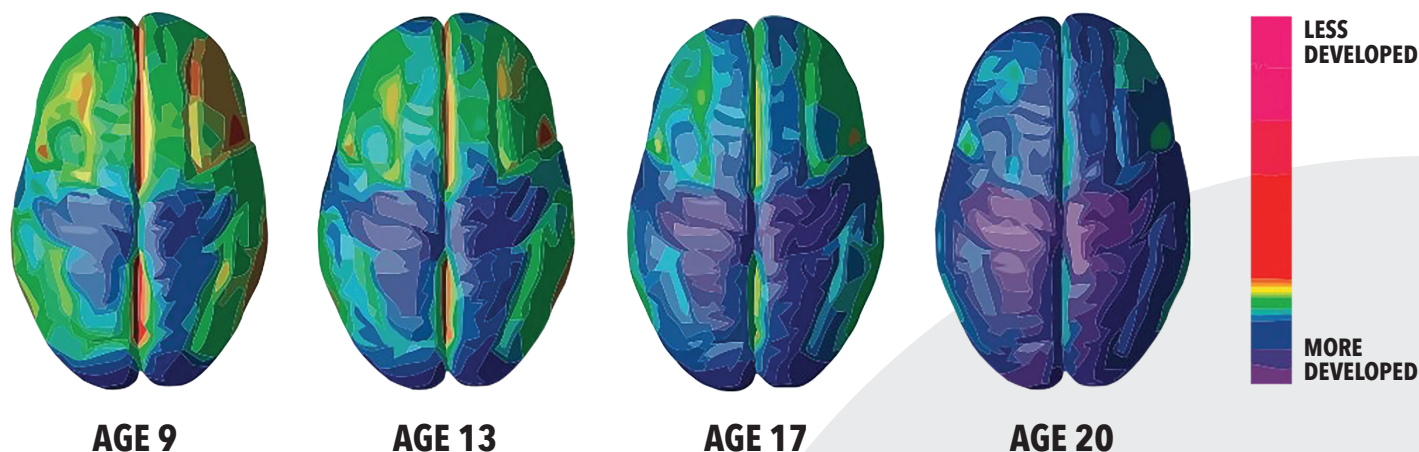 LESS
DEVELOPED
MORE
DEVELOPED
AGE 9
AGE 13
AGE 17
AGE 20